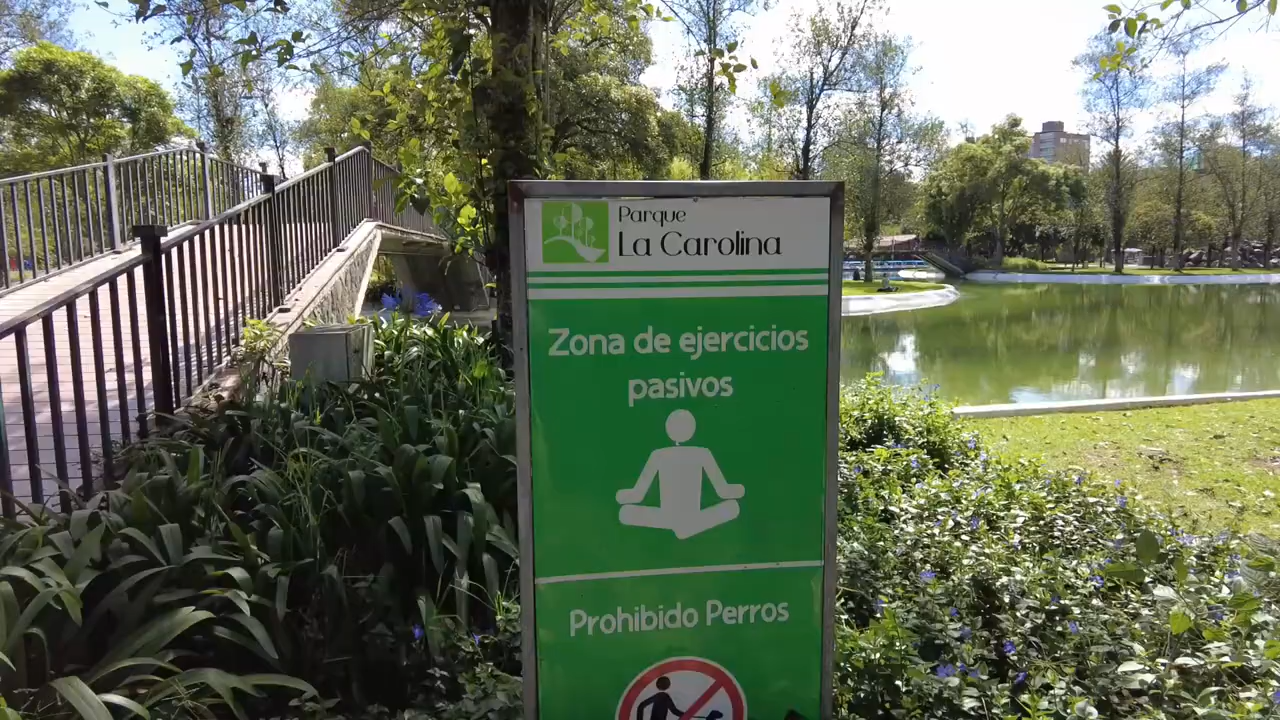 Parque
La Carolina
Zona de ejercicios
pasivos
Prohibido Perros